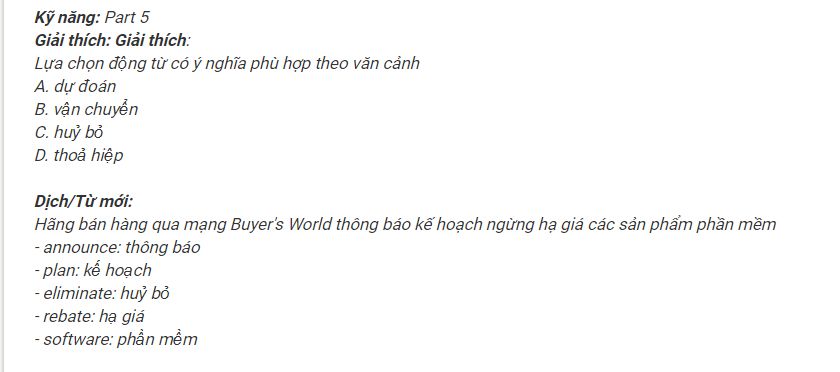 Kỹ năng: Part 5
Giải thích: Giải thích:
Lựa chọn động từ có ý nghĩa phù hợp theo văn cảnh
A. dự đoán
B. vận chuyển
C. huỷ bỏ
D. thoả hiệp
Dịch/Từ mới:
Hãng bán hàng qua mạng Buyer's World thông báo kế hoạch ngừng hạ giá các sản phẩm phần mềm
- announce: thông báo
- plan: kế hoạch
- eliminate: huỷ bỏ
- rebate: hạ giá
- software: phần mềm